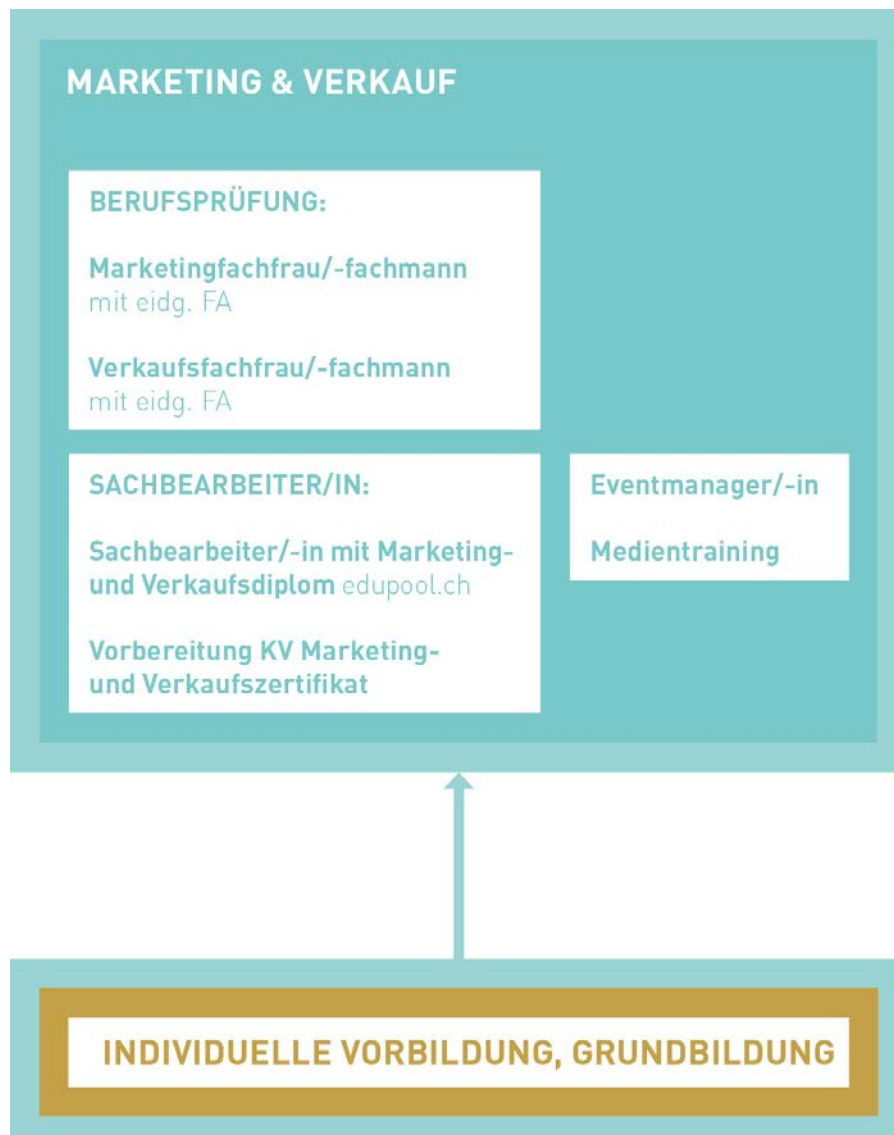 MARKETING & VERKAUF
BERUFSPRÜFUNG:
Marketingfachfrau/-fachmann
mit eidg. FA
Verkaufsfachfrau/-fachmann
mit eidg. FA
SACHBEARBEITER/IN:
Sachbearbeiter/-in mit Marketing-
und Verkaufsdiplom edupool.ch
Vorbereitung KV Marketing-
und Verkaufszertifikat
Eventmanager/-in
Medientraining
INDIVIDUELLE VORBILDUNG, GRUNDBILDUNG